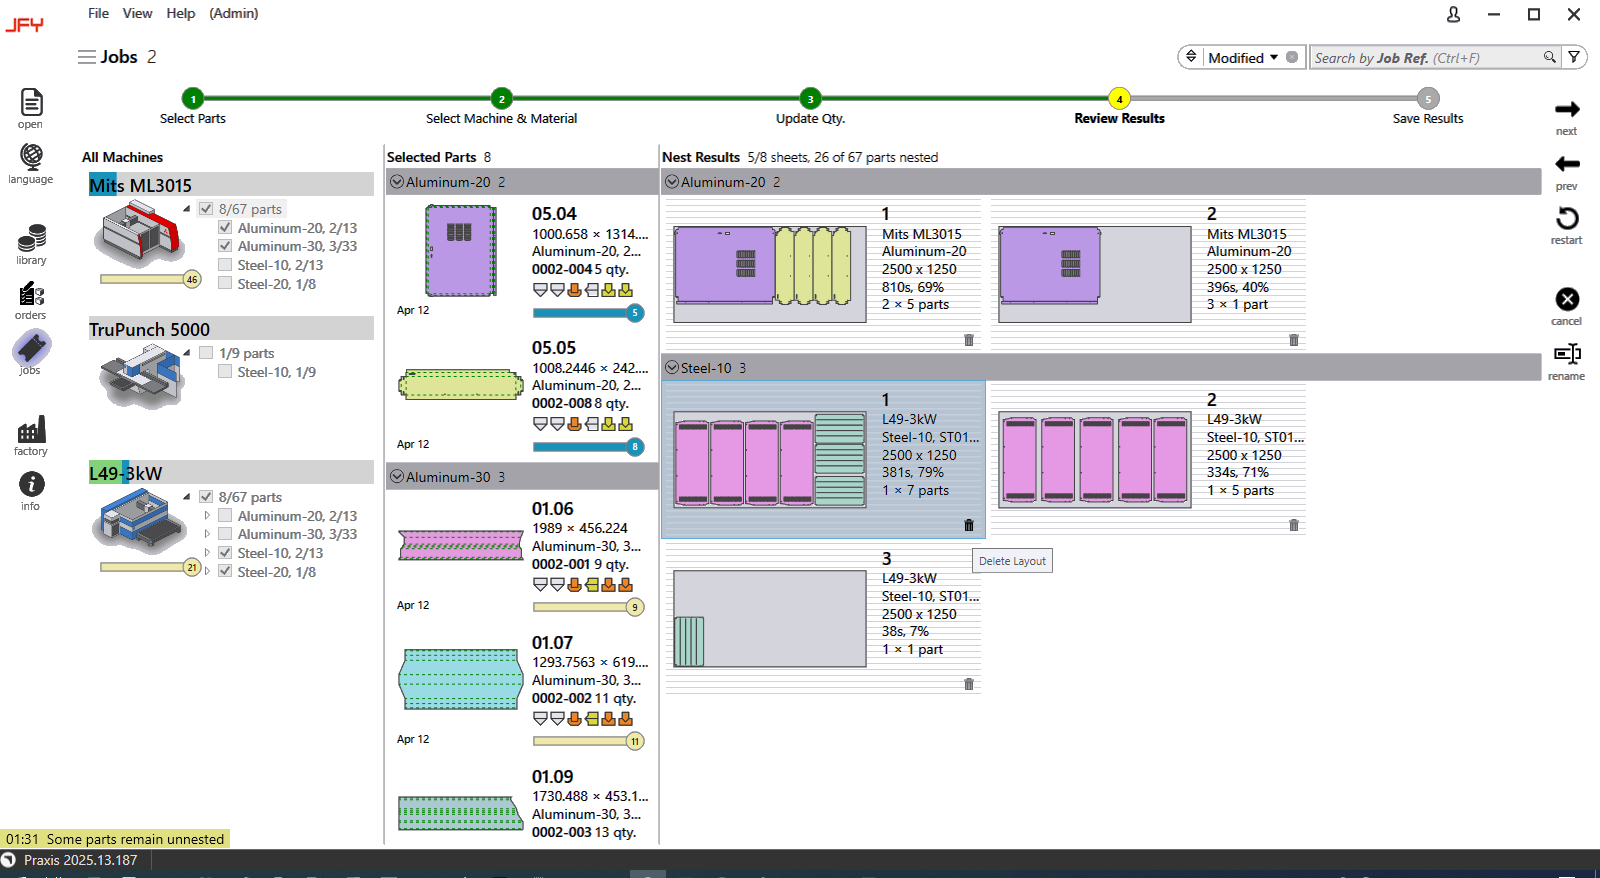 JFY
File View Help (Admin)
Jobs 2
Modified
Search by Job Ref. (Ctrl+F)
1 2 3 4 5
Select Parts
Select Machine & Material
Update Qty.
Review Results
Save Results
open
language
library
orders
jobs
factory
info
next
prev
restart
cancel
rename
All Machines
Mits ML3015
8/67 parts
Aluminum-20, 2/13
Aluminum-30, 3/33
Steel-10, 2/13
Steel-20, 1/8
46
TruPunch 5000
1/9 parts
Steel-10, 1/9
L49-3kW
8/67 parts
Aluminum-20, 2/13
Aluminum-30, 3/33
Steel-10, 2/13
Steel-20, 1/8
21
Selected Parts 8
Aluminum-20 2
05.04
1000.658 × 1314....
Aluminum-20, 2...
0002-004 5 qty.
Apr 12
5
05.05
1008.2446 × 242....
Aluminum-20, 2...
0002-008 8 qty.
Apr 12
8
Aluminum-30 3
01.06
1989 × 456.224
Aluminum-30, 3...
0002-001 9 qty.
Apr 12
9
01.07
1293.7563 × 619....
Aluminum-30, 3...
0002-002 11 qty.
Apr 12
11
01.09
1730.488 × 453.1...
Aluminum-30, 3...
0002-003 13 qty.
Nest Results 5/8 sheets, 26 of 67 parts nested
Aluminum-20 2
1
Mits ML3015
Aluminum-20
2500 x 1250
810s, 69%
2 × 5 parts
2
Mits ML3015
Aluminum-20
2500 x 1250
396s, 40%
3 × 1 part
Steel-10 3
1
L49-3kW
Steel-10, ST01...
2500 x 1250
381s, 79%
1 × 7 parts
2
L49-3kW
Steel-10, ST01...
2500 x 1250
334s, 71%
1 × 5 parts
3
L49-3kW
Steel-10, ST01...
2500 x 1250
38s, 7%
1 × 1 part
Delete Layout
01:31 Some parts remain unnested
Praxis 2025.13.187